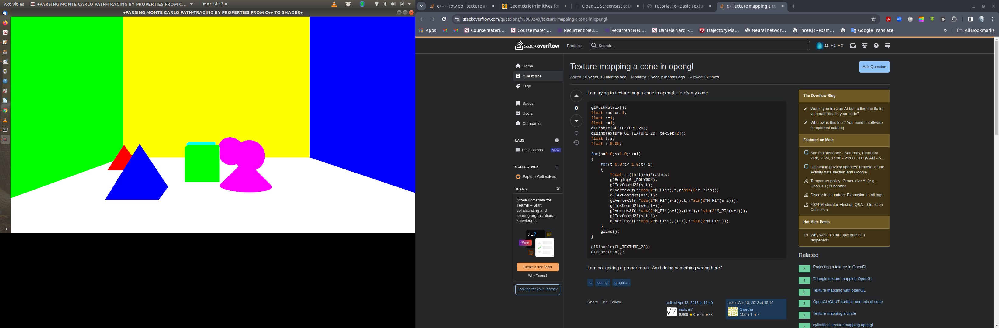 Activities
+PARSING MONTE CARLO PATH-TRACING BY PROPERTIES FROM C...
mer 14:13
+PARSING MONTE CARLO PATH-TRACING BY PROPERTIES FROM C++ TO SHADER+
c++ - How do I texture a c
Geometric Primitives for
OpenGL Screencast 8: Dr
Tutorial 16 - Basic Textur
c - Texture mapping a co
stackoverflow.com/questions/15989249/texture-mapping-a-cone-in-opengl
Apps
Course materi...
Course materi...
Recurrent Neu...
Recurrent Neu...
Daniele Nardi -...
Trajectory Pla...
Neural networ...
Three.js - exam...
Google Translate
»
All Bookmarks
stackoverflow
Products
Search...
11 1 3
Home
Questions
Tags
Saves
Users
Companies
LABS
Discussions NEW
COLLECTIVES
Explore Collectives
TEAMS
Stack Overflow for
Teams – Start
collaborating and
sharing organizational
knowledge.
>_?
Free
Create a free Team
Why Teams?
Looking for your Teams?
Texture mapping a cone in opengl
Ask Question
Asked 10 years, 10 months ago Modified 1 year, 2 months ago Viewed 2k times
0
I am trying to texture map a cone in opengl. Here's my code.
glPushMatrix();
float radius=1;
float r=1;
float h=1;
glEnable(GL_TEXTURE_2D);
glBindTexture(GL_TEXTURE_2D, texSet[2]);
float t,s;
float i=0.05;
for(s=0.0;s<1.0;s+=i)
{
for(t=0.0;t<=1.0;t+=i)
{
float r=((h-t)/h)*radius;
glBegin(GL_POLYGON);
glTexCoord2f(s,t);
glVertex3f(r*cos(2*M_PI*s),t,r*sin(2*M_PI*s));
glTexCoord2f(s+i,t);
glVertex3f(r*cos(2*M_PI*(s+i)),t,r*sin(2*M_PI*(s+i)));
glTexCoord2f(s+i,t+i);
glVertex3f(r*cos(2*M_PI*(s+i)),(t+i),r*sin(2*M_PI*(s+i)));
glTexCoord2f(s,t+i);
glVertex3f(r*cos(2*M_PI*s),(t+i),r*sin(2*M_PI*s));
}
glEnd();
}
glDisable(GL_TEXTURE_2D);
glPopMatrix();
I am not getting a proper result. Am I doing something wrong here?
c opengl graphics
Share Edit Follow
edited Apr 13, 2013 at 16:40
√7 radical7
9,008 3 25 33
asked Apr 13, 2013 at 15:10
Swetha
114 1 7
The Overflow Blog
Would you trust an AI bot to find the fix for
vulnerabilities in your code?
Who owns this tool? You need a software
component catalog
Featured on Meta
Site maintenance - Saturday, February
24th, 2024, 14:00 - 22:00 UTC (9 AM - 5...
Upcoming privacy updates: removal of the
Activity data section and Google...
Temporary policy: Generative AI (e.g.,
ChatGPT) is banned
Discussions update: Expansion to all tags
2024 Moderator Election Q&A – Question
Collection
Hot Meta Posts
19 Why was this off-topic question
reopened?
Related
8 Projecting a texture in OpenGL
5 Triangle texture mapping OpenGL
0 Texture mapping with openGL
5 OpenGL/GLUT surface normals of cone
2 Texture mapping a circle
2 cylindrical texture mapping opengl